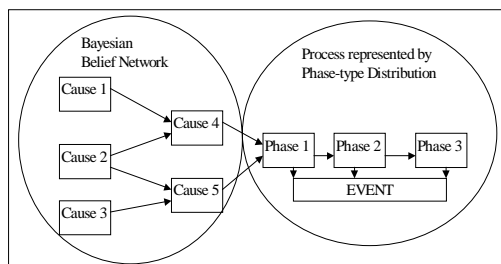 Bayesian
Belief Network
Cause 1
Cause 2
Cause 3
Cause 4
Cause 5
Process represented by
Phase-type Distribution
Phase 1
Phase 2
Phase 3
EVENT